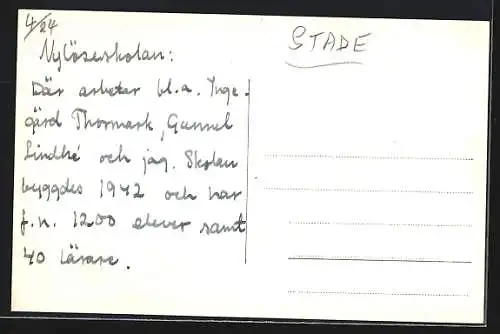 4/24
STADE
Nylöseskolan:
Där arbetar bl.a. Inge-
gärd Thormark, Gunnel
Lindhé och jag. Skolan
byggdes 1942 och har
f.n. 1200 elever samt
40 lärare.